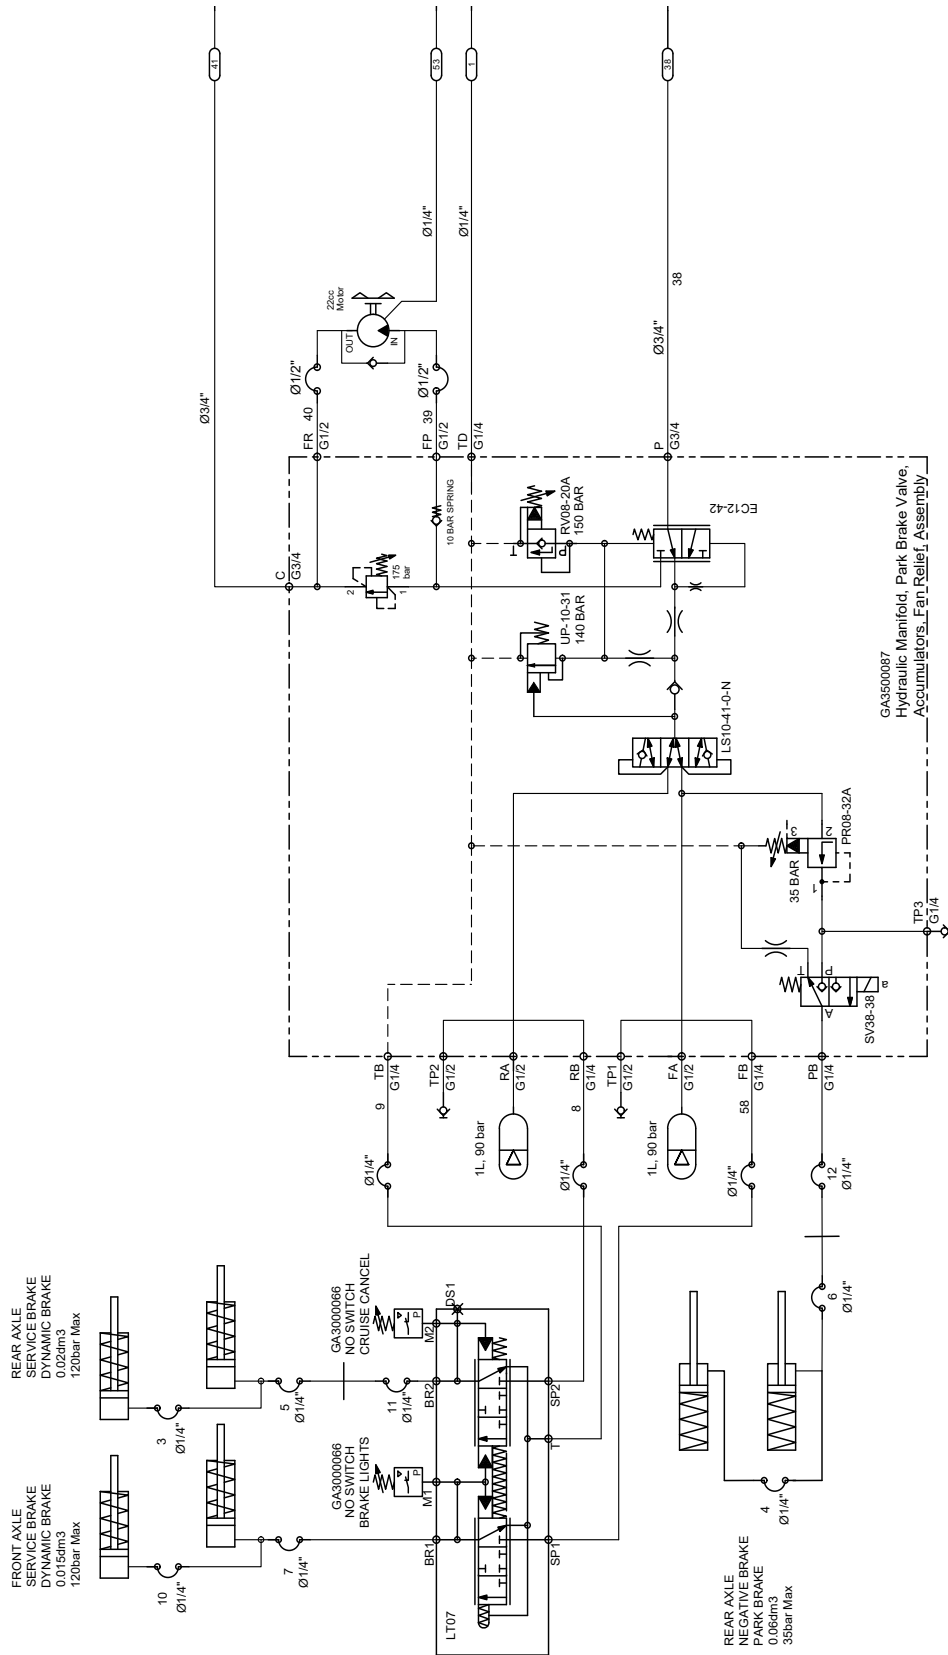 41
53
1
38
Ø3/4"
Ø1/4"
Ø1/4"
Ø3/4"
38
22cc
Motor
OUT
IN
Ø1/2"
Ø1/2"
FR 40
G1/2
FP 39
G1/2
TD
G1/4
P
G3/4
C
G3/4
2
1
175
bar
10 BAR SPRING
T
P
RV08-20A
150 BAR
EC12-42
UP-10-31
140 BAR
LS10-41-0-N
GA3500087
Hydraulic Manifold, Park Brake Valve,
Accumulators, Fan Relief, Assembly
35 BAR
3
2
1
PR08-32A
TP3
G1/4
T
P
A
a
SV38-38
TB
G1/4
9
TP2
G1/2
RA
G1/2
RB
G1/4
8
TP1
G1/2
FA
G1/2
FB
G1/4
58
PB
G1/4
Ø1/4"
1L, 90 bar
Ø1/4"
1L, 90 bar
Ø1/4"
12
Ø1/4"
6
Ø1/4"
REAR AXLE
SERVICE BRAKE
DYNAMIC BRAKE
0.02dm3
120bar Max
3
Ø1/4"
5
Ø1/4"
11
Ø1/4"
GA3000066
NO SWITCH
CRUISE CANCEL
P
M2
DS1
BR2
SP2
T
FRONT AXLE
SERVICE BRAKE
DYNAMIC BRAKE
0.015dm3
120bar Max
10
Ø1/4"
7
Ø1/4"
GA3000066
NO SWITCH
BRAKE LIGHTS
P
M1
BR1
SP1
LT07
4
Ø1/4"
REAR AXLE
NEGATIVE BRAKE
PARK BRAKE
0.06dm3
35bar Max